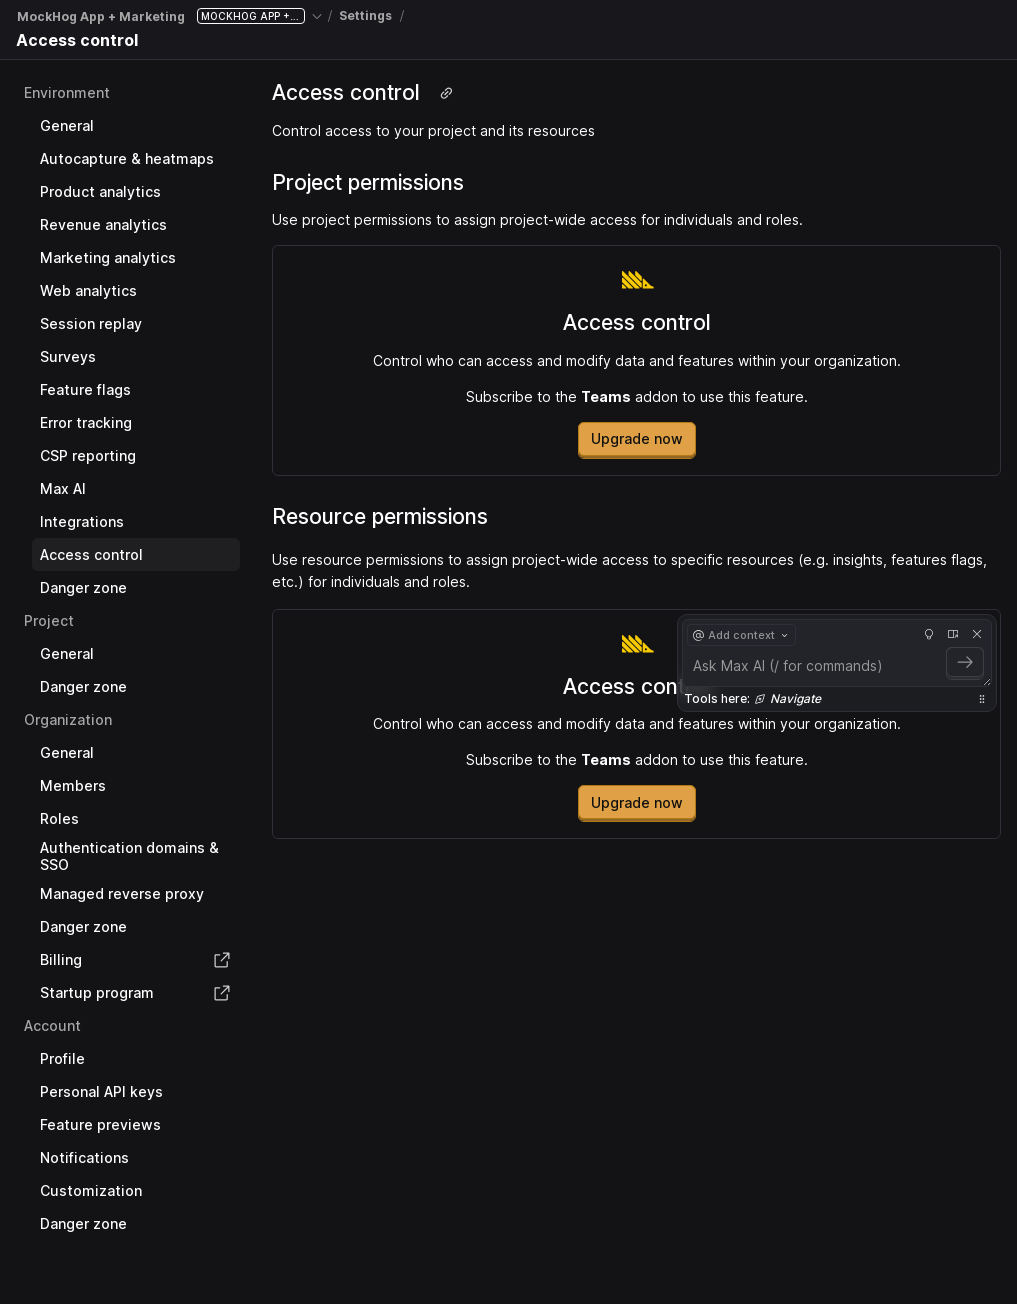 MockHog App + Marketing MOCKHOG APP +... / Settings /
Access control
Environment
General
Autocapture & heatmaps
Product analytics
Revenue analytics
Marketing analytics
Web analytics
Session replay
Surveys
Feature flags
Error tracking
CSP reporting
Max AI
Integrations
Access control
Danger zone
Project
General
Danger zone
Organization
General
Members
Roles
Authentication domains &
SSO
Managed reverse proxy
Danger zone
Billing
Startup program
Account
Profile
Personal API keys
Feature previews
Notifications
Customization
Danger zone
Access control
Control access to your project and its resources
Project permissions
Use project permissions to assign project-wide access for individuals and roles.
Access control
Control who can access and modify data and features within your organization.
Subscribe to the Teams addon to use this feature.
Upgrade now
Resource permissions
Use resource permissions to assign project-wide access to specific resources (e.g. insights, features flags,
etc.) for individuals and roles.
Access cont
Control who can access and modify data and features within your organization.
Subscribe to the Teams addon to use this feature.
Upgrade now
@ Add context
Ask Max AI (/ for commands)
Tools here: Navigate